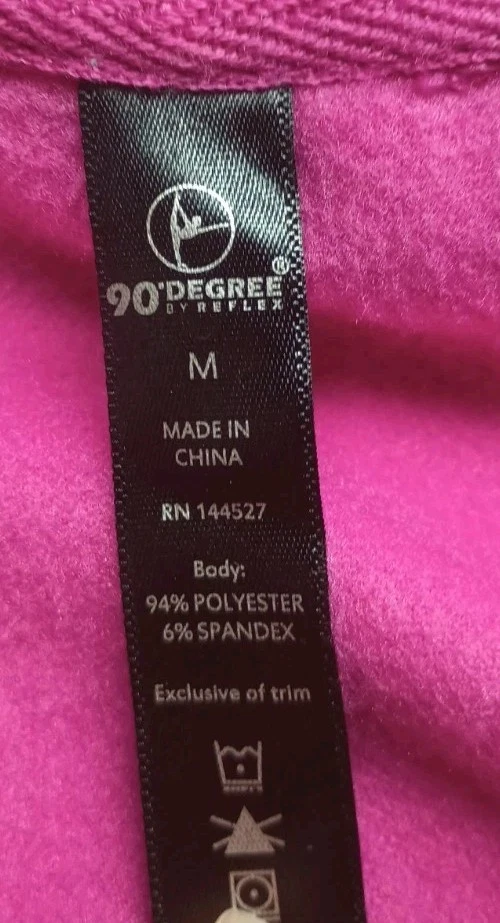 90°DEGREE®
BY REFLEX
M
MADE IN
CHINA
RN 144527
Body:
94% POLYESTER
6% SPANDEX
Exclusive of trim